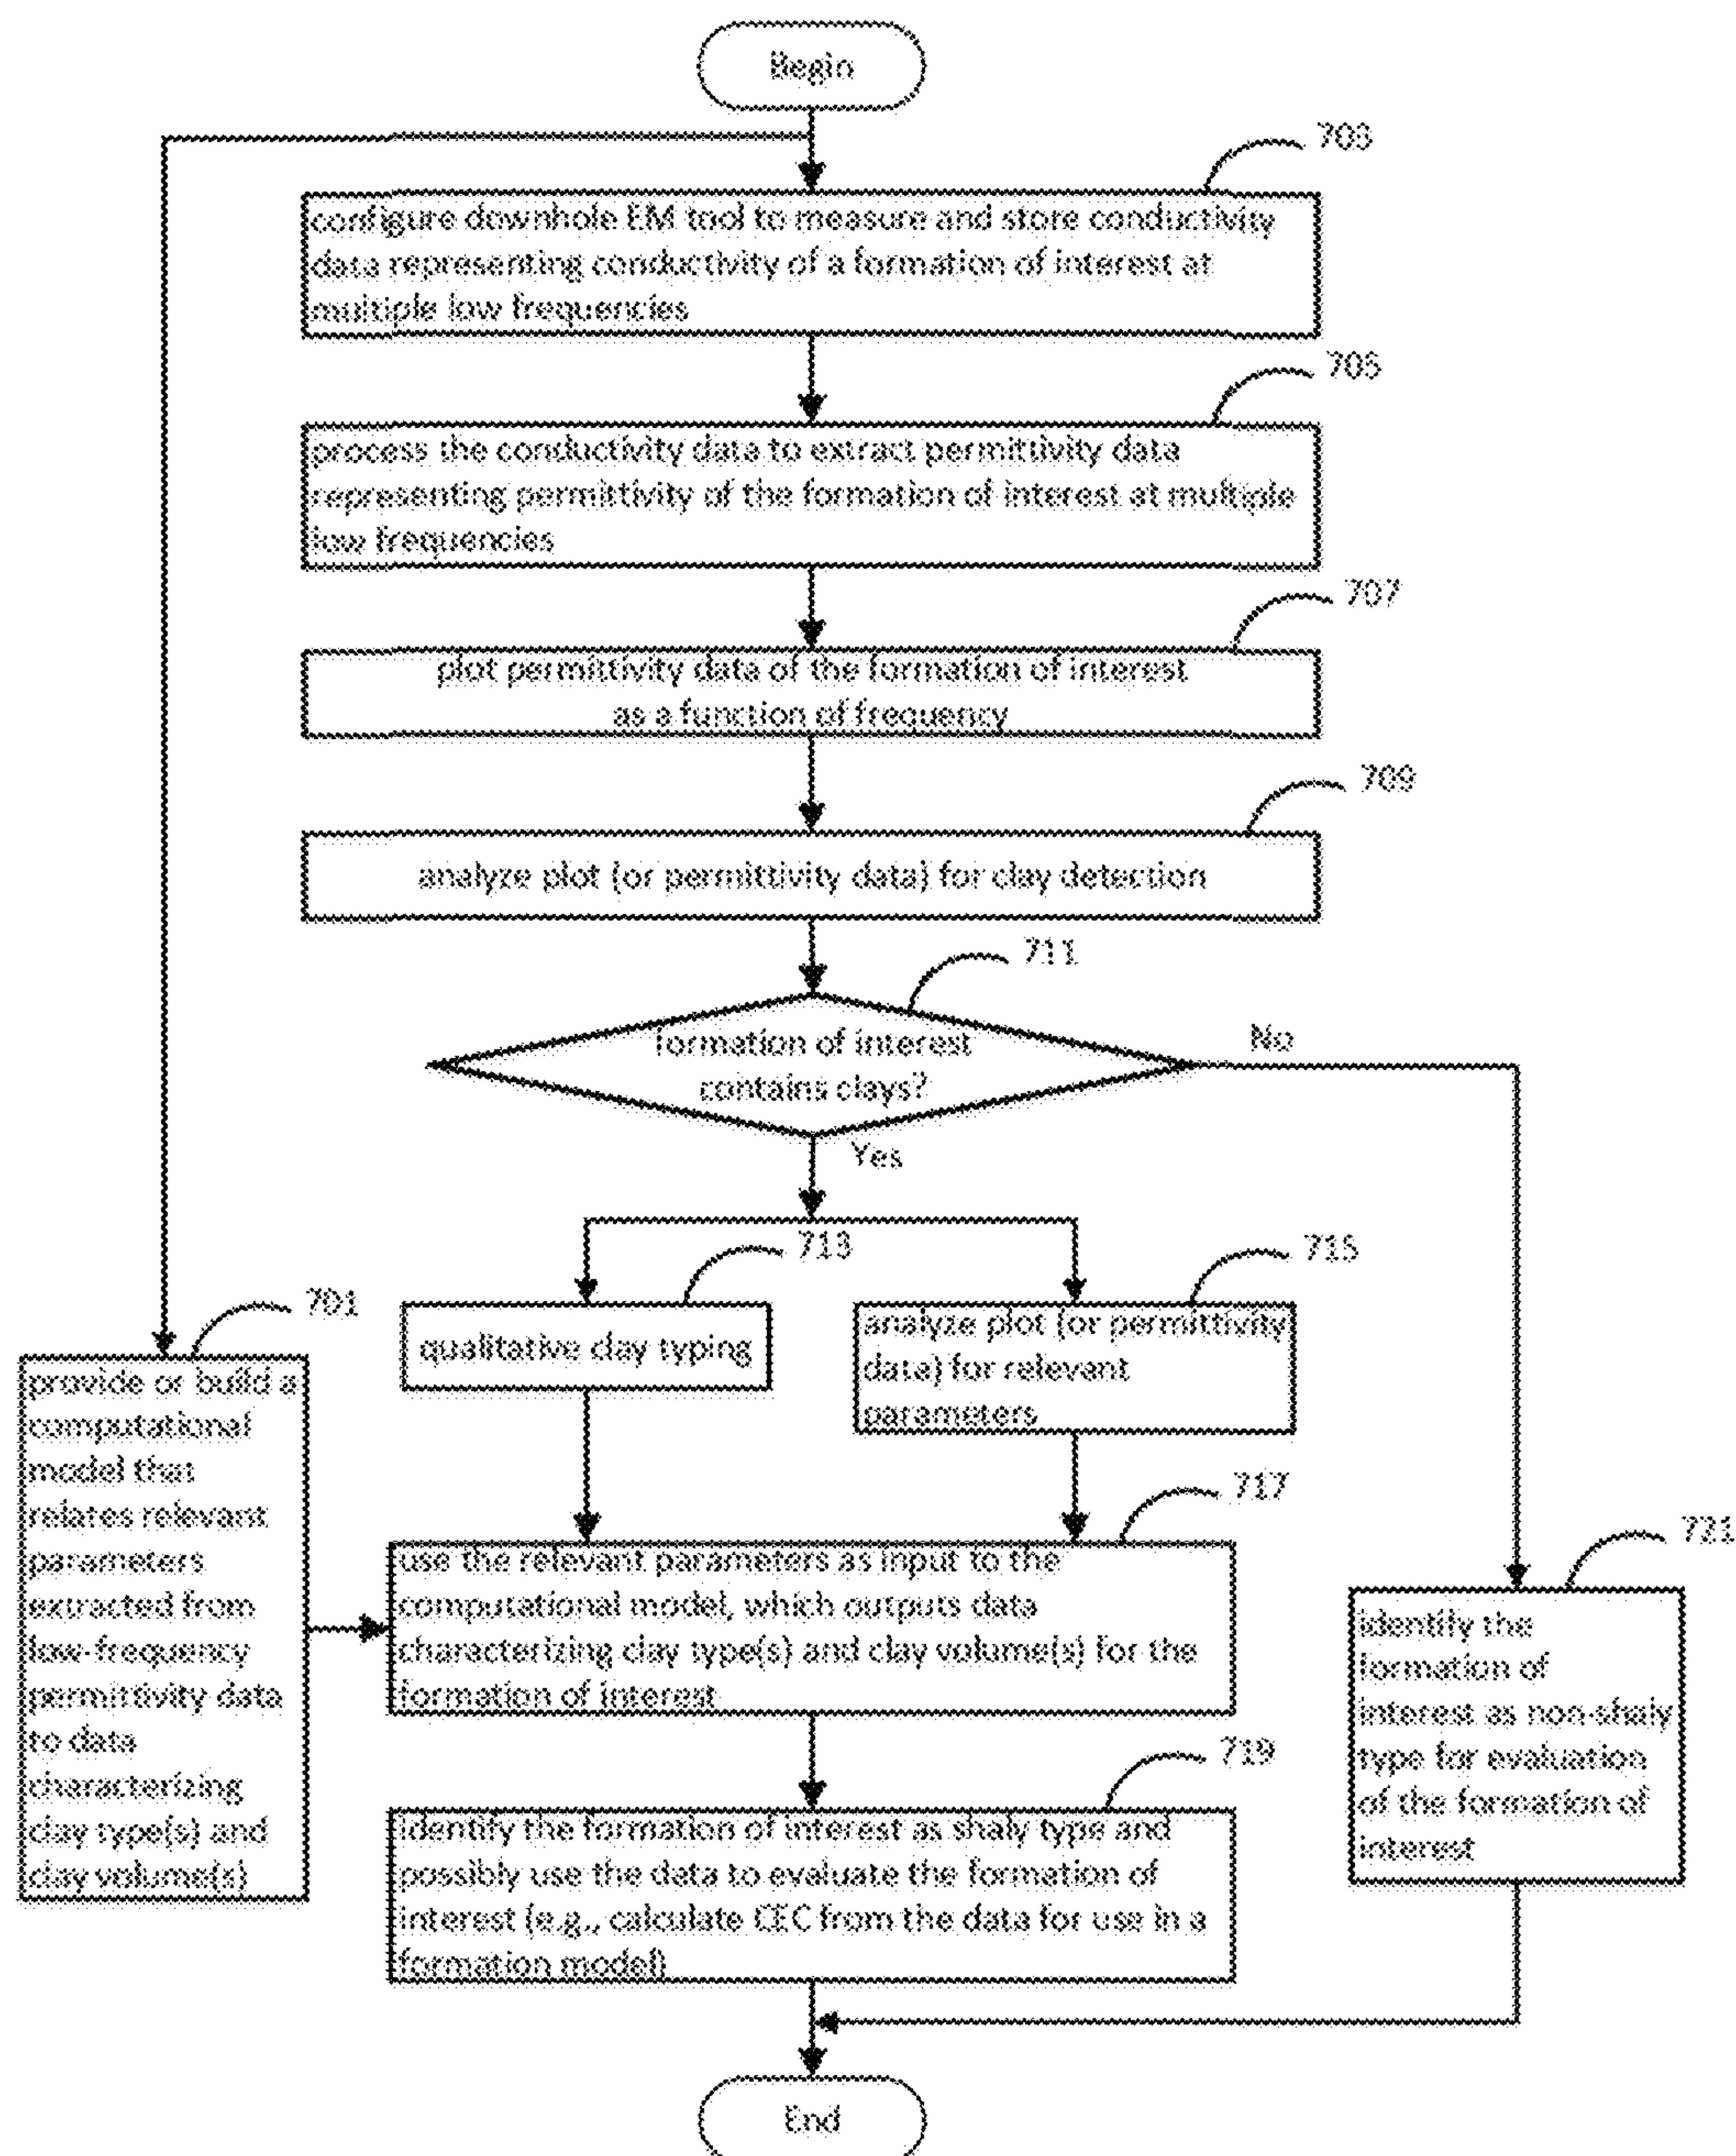 Begin
703
configure downhole EM tool to measure and store conductivity
data representing conductivity of a formation of interest at
multiple low frequencies
705
process the conductivity data to extract permittivity data
representing permittivity of the formation of interest at multiple
low frequencies
707
plot permittivity data of the formation of interest
as a function of frequency
709
analyze plot (or permittivity data) for clay detection
711
formation of interest
contains clays?
No
Yes
713
qualitative clay typing
715
analyze plot (or permittivity
data) for relevant
parameters
701
provide or build a
computational
model that
relates relevant
parameters
extracted from
low-frequency
permittivity data
to data
characterizing
clay type(s) and
clay volume(s)
717
use the relevant parameters as input to the
computational model, which outputs data
characterizing clay type(s) and clay volume(s) for the
formation of interest
721
identify the
formation of
interest as non-shaly
type for evaluation
of the formation of
interest
719
identify the formation of interest as shaly type and
possibly use the data to evaluate the formation of
interest (e.g., calculate CEC from the data for use in a
formation model)
End